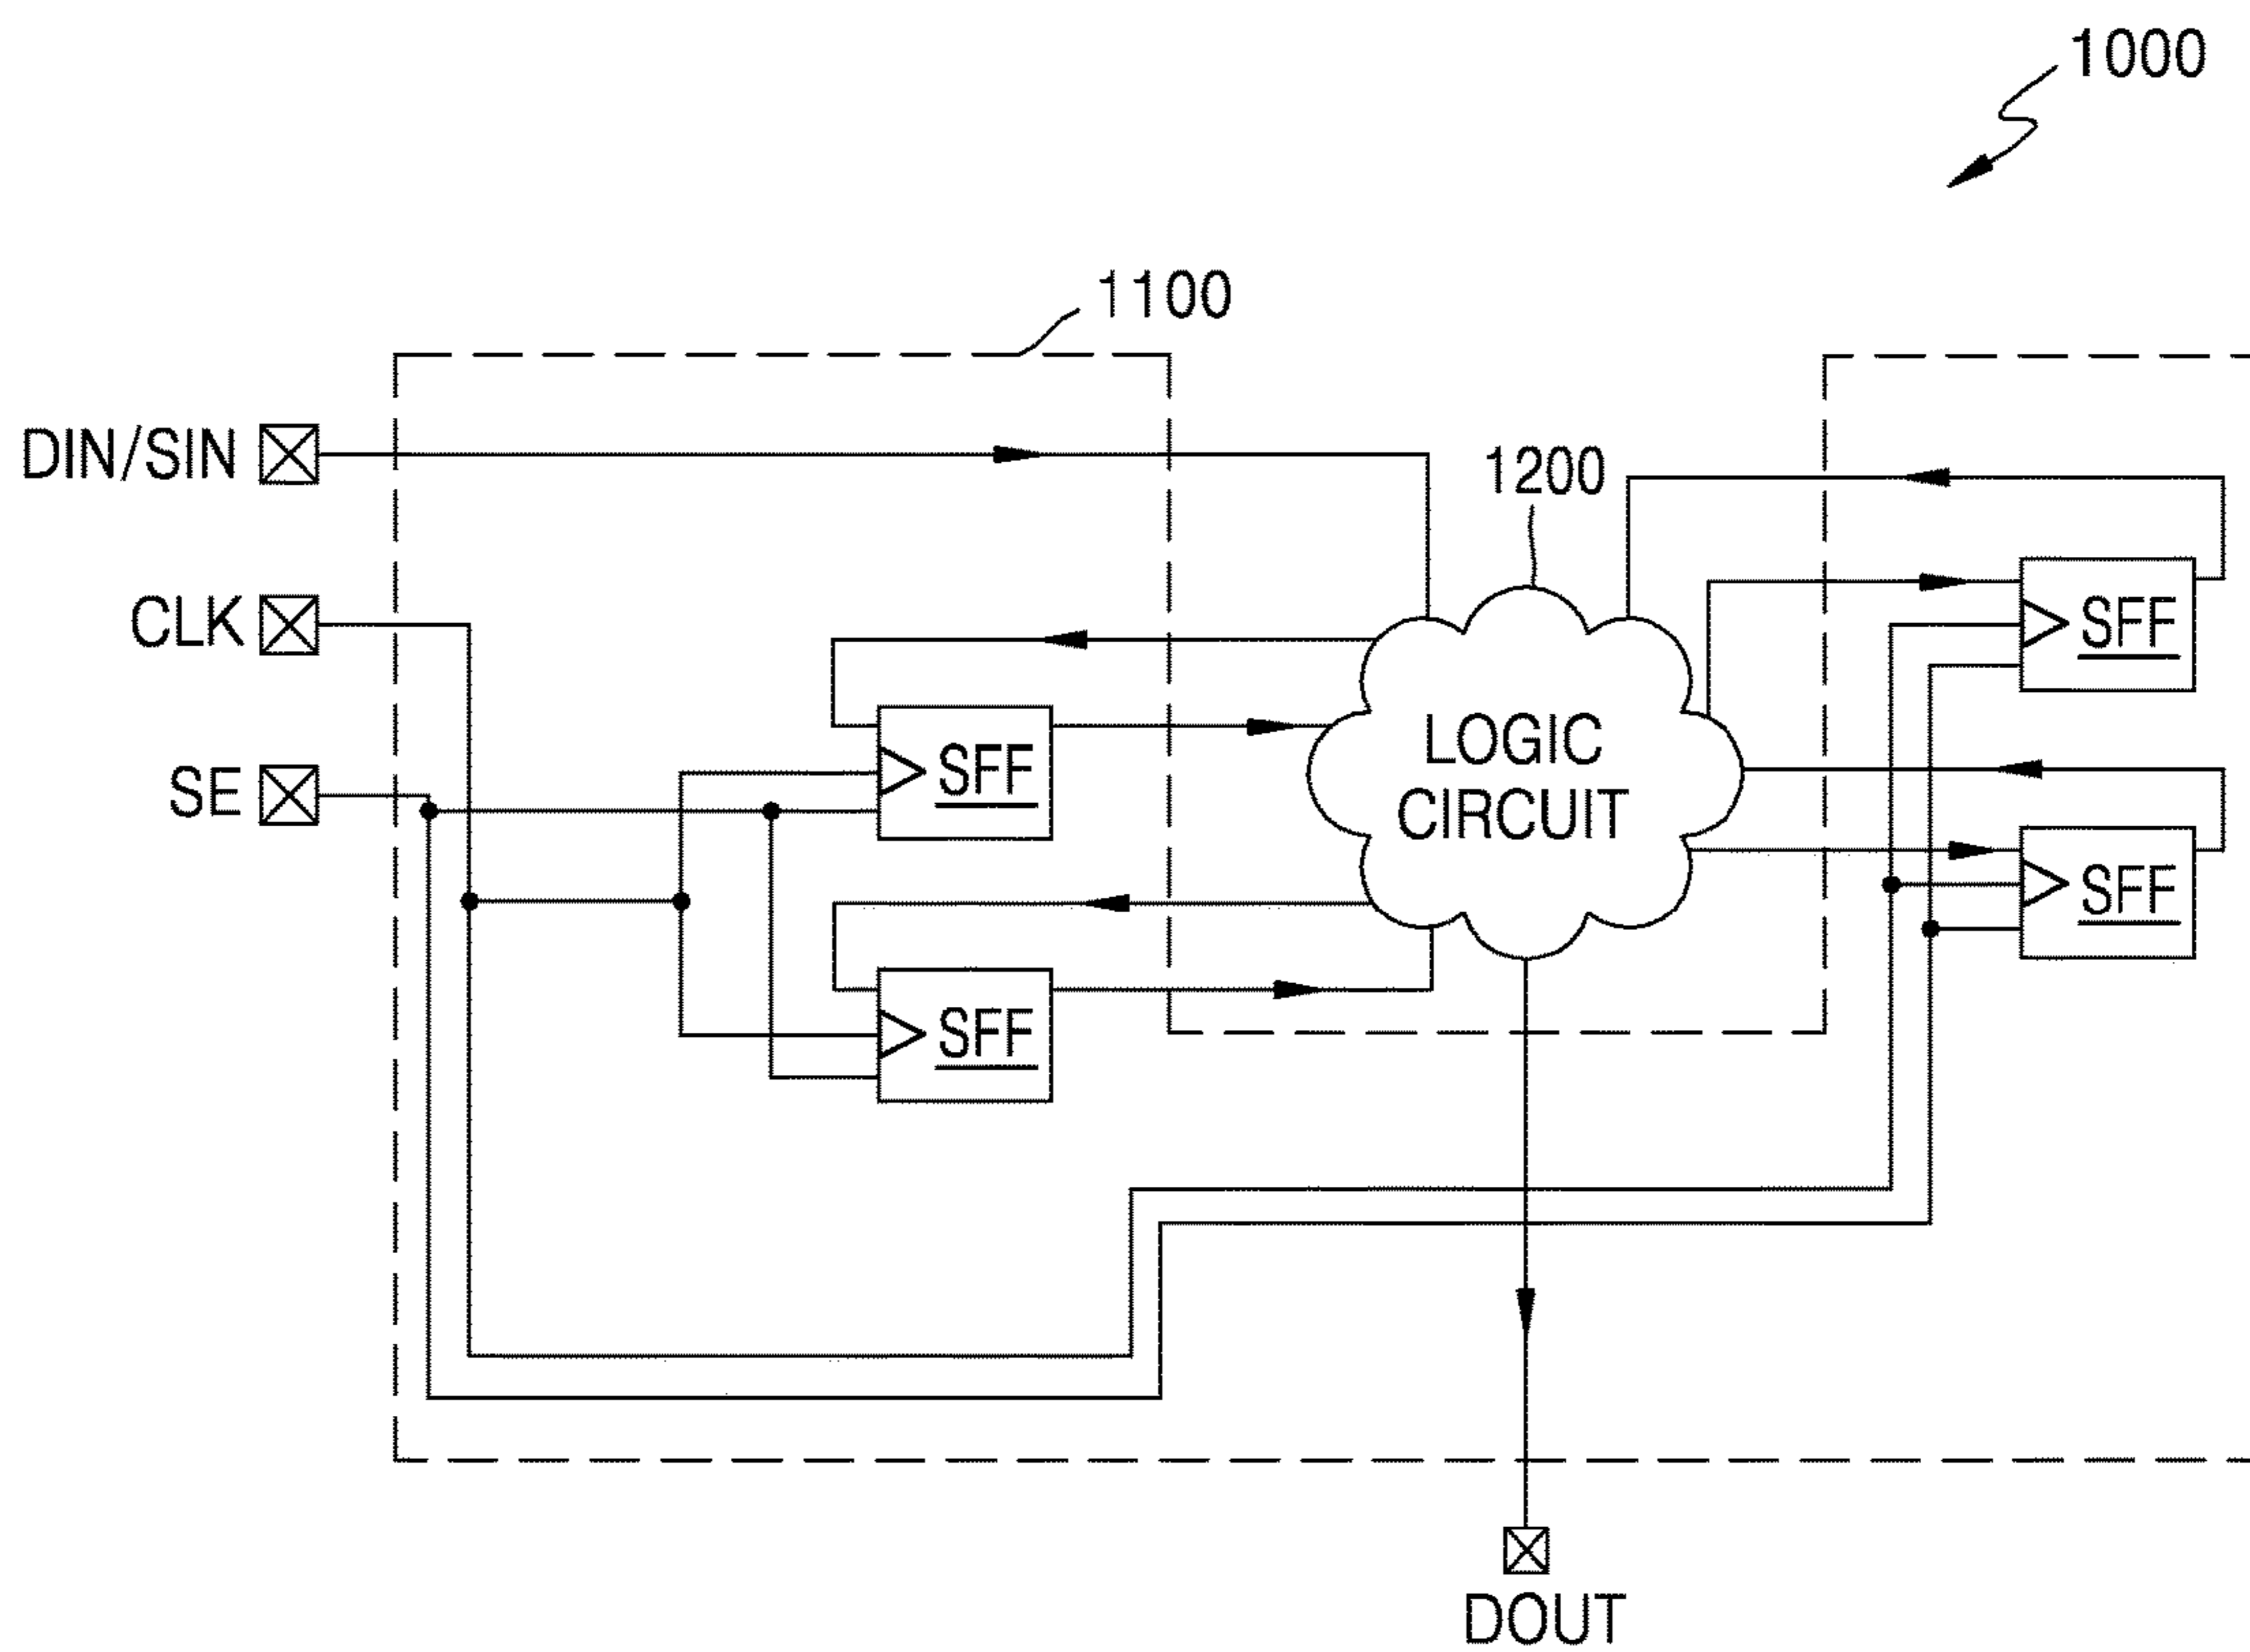 1000
1100
DIN/SIN
1200
CLK
SFF
LOGIC
CIRCUIT
SFF
SE
SFF
SFF
DOUT